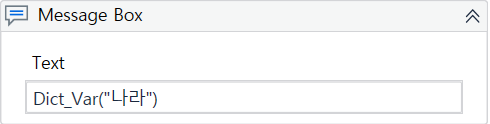 Message Box
Text
Dict_Var("나라")